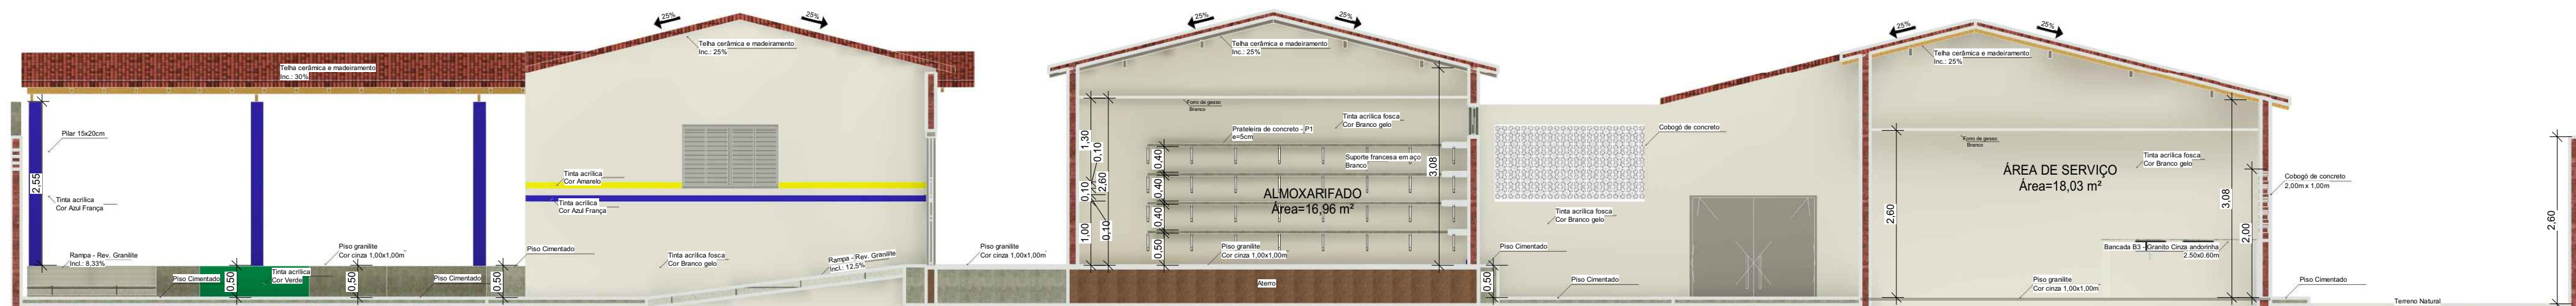 Telha cerâmica e madeiramento
Inc.: 30%
Pilar 15x20cm
2,55
Tinta acrílica
Cor Azul França
Rampa - Rev. Granilite
Incl.: 8,33%
Piso Cimentado
0,50
Tinta acrílica
Cor Verde
Piso granilite
Cor cinza 1,00x1,00m
0,50
Piso Cimentado
0,50
Piso Cimentado
25%
25%
Telha cerâmica e madeiramento
Inc.: 25%
Tinta acrílica
Cor Amarelo
Tinta acrílica
Cor Azul França
Tinta acrílica fosca
Cor Branco gelo
Rampa - Rev. Granilite
Incl.: 12,5%
Piso granilite
Cor cinza 1,00x1,00m
25%
25%
Telha cerâmica e madeiramento
Inc.: 25%
Forro de gesso
Branco
Tinta acrílica fosca
Cor Branco gelo
Prateleira de concreto - P1
e=5cm
Suporte francesa em aço
Branco
1,30
0,10
0,10
2,60
1,00
0,10
0,40
0,40
0,40
0,50
3,08
ALMOXARIFADO
Área=16,96 m²
Piso granilite
Cor cinza 1,00x1,00m
Aterro
0,50
Cobogó de concreto
Tinta acrílica fosca
Cor Branco gelo
Piso Cimentado
Piso Cimentado
25%
25%
Telha cerâmica e madeiramento
Inc.: 25%
Forro de gesso
Branco
ÁREA DE SERVIÇO
Área=18,03 m²
Tinta acrílica fosca
Cor Branco gelo
2,60
3,08
2,00
Cobogó de concreto
2,00m x 1,00m
Bancada B3 - Granito Cinza andorinha
2.50x0.60m
Piso granilite
Cor cinza 1,00x1,00m
Piso Cimentado
Terreno Natural
2,60